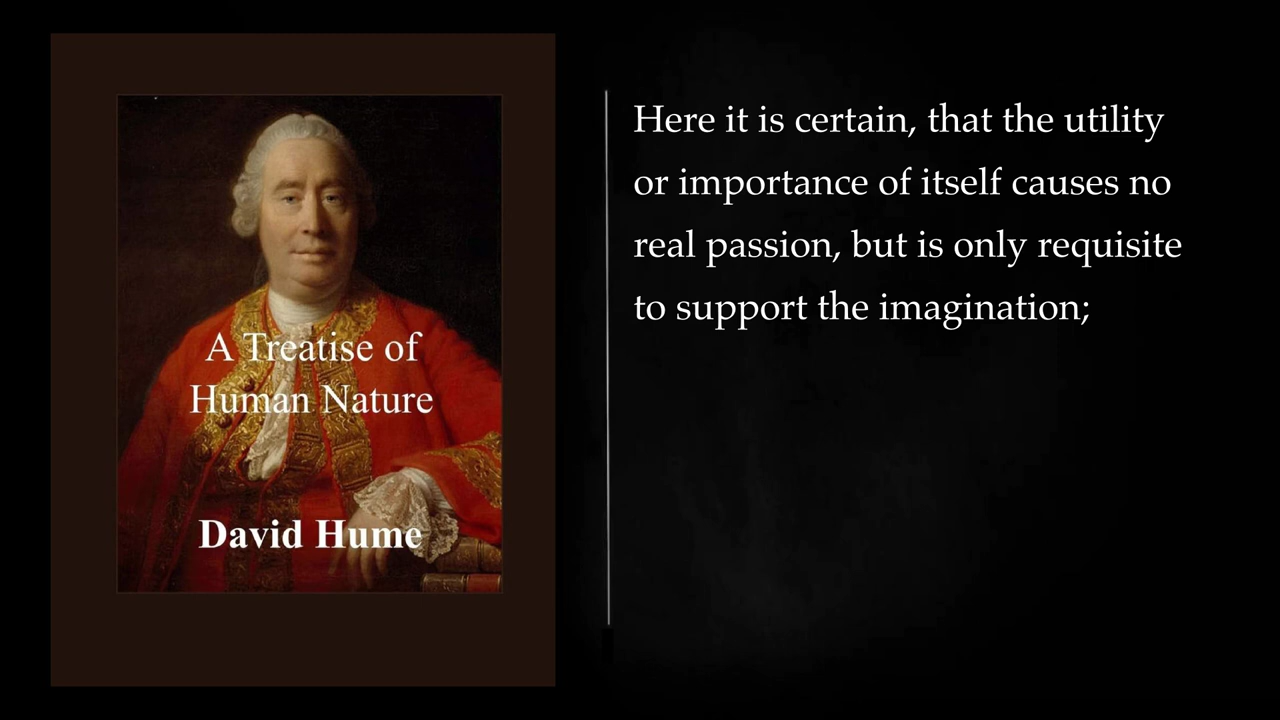 A Treatise of
Human Nature
David Hume
Here it is certain, that the utility
or importance of itself causes no
real passion, but is only requisite
to support the imagination;